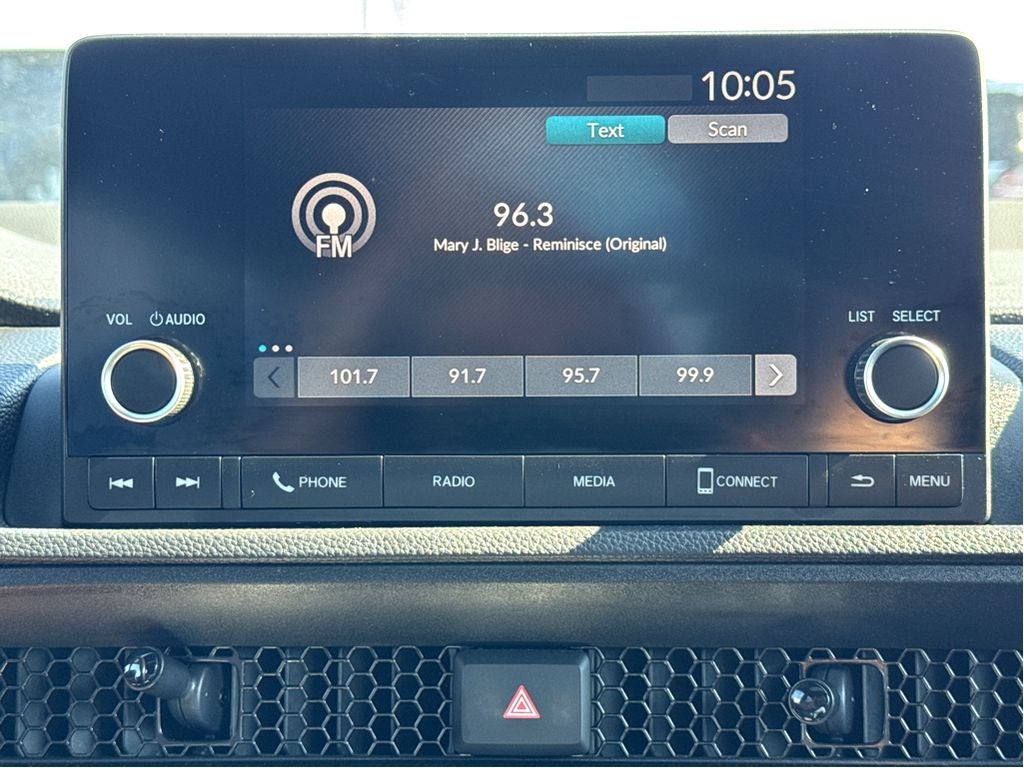 10:05
Text Scan
96.3
FM
Mary J. Blige - Reminisce (Original)
VOL AUDIO
LIST SELECT
101.7 91.7 95.7 99.9
PHONE RADIO MEDIA CONNECT MENU